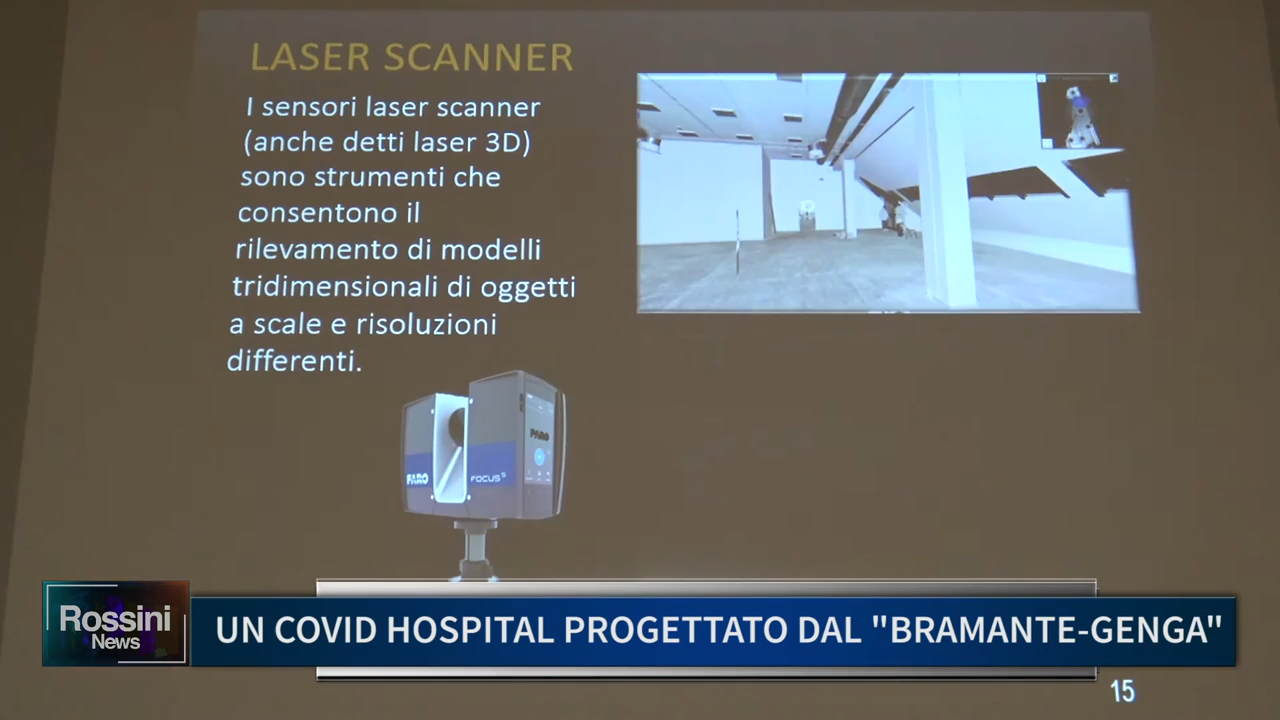 LASER SCANNER
I sensori laser scanner
(anche detti laser 3D)
sono strumenti che
consentono il
rilevamento di modelli
tridimensionali di oggetti
a scale e risoluzioni
differenti.
FARO
FARO
FOCUS
Rossini
News
UN COVID HOSPITAL PROGETTATO DAL "BRAMANTE-GENGA"
15